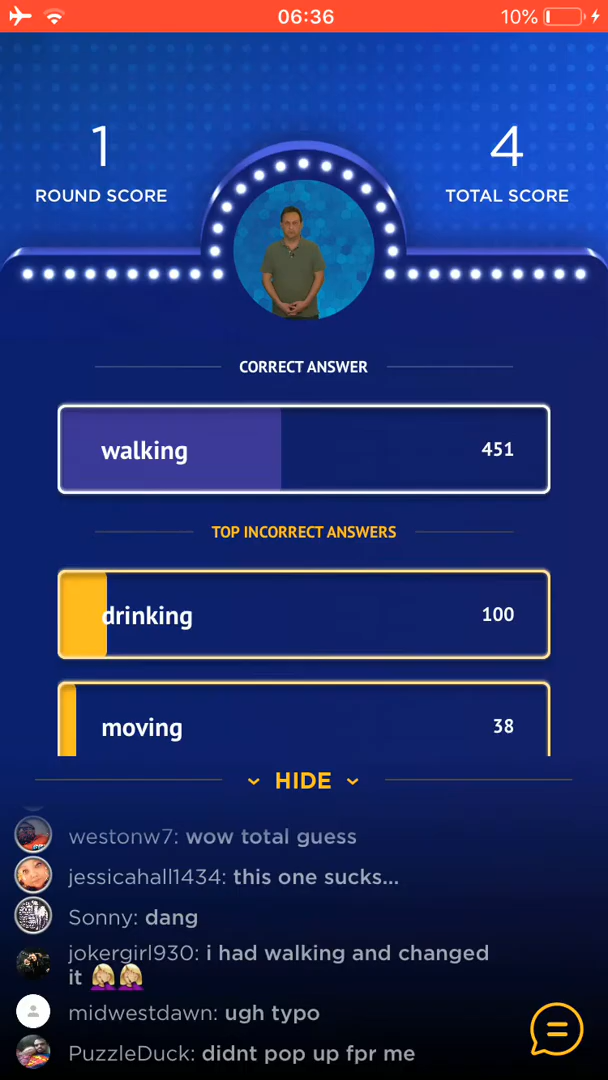 06:36
10%
1
4
ROUND SCORE
TOTAL SCORE
CORRECT ANSWER
walking 451
TOP INCORRECT ANSWERS
drinking 100
moving 38
HIDE
westonw7: wow total guess
jessicahall1434: this one sucks...
Sonny: dang
jokergirl930: i had walking and changed
it 🤦🏼‍♀️🤦🏼‍♀️
midwestdawn: ugh typo
PuzzleDuck: didnt pop up fpr me